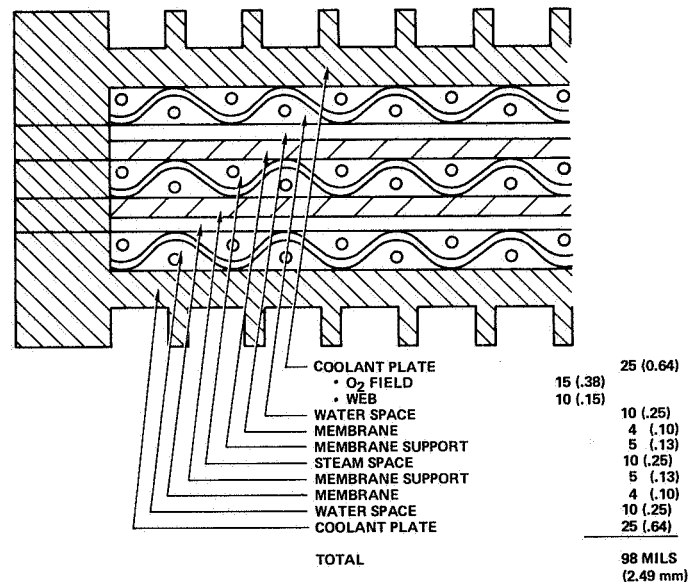 COOLANT PLATE 25 (0.64)
• O2 FIELD 15 (.38)
• WEB 10 (.15)
WATER SPACE 10 (.25)
MEMBRANE 4 (.10)
MEMBRANE SUPPORT 5 (.13)
STEAM SPACE 10 (.25)
MEMBRANE SUPPORT 5 (.13)
MEMBRANE 4 (.10)
WATER SPACE 10 (.25)
COOLANT PLATE 25 (.64)
TOTAL 98 MILS
(2.49 mm)